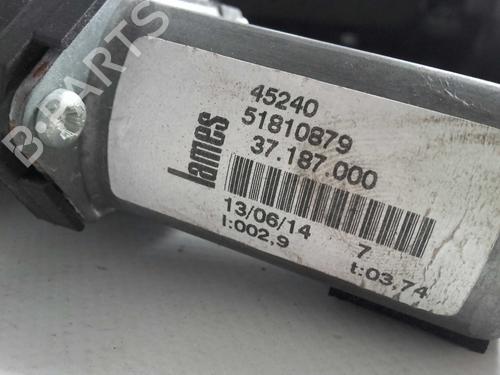 45240
51810879
37.187.000
lames
13/06/14 7
I:002,9 t:03,74
B-PARTS